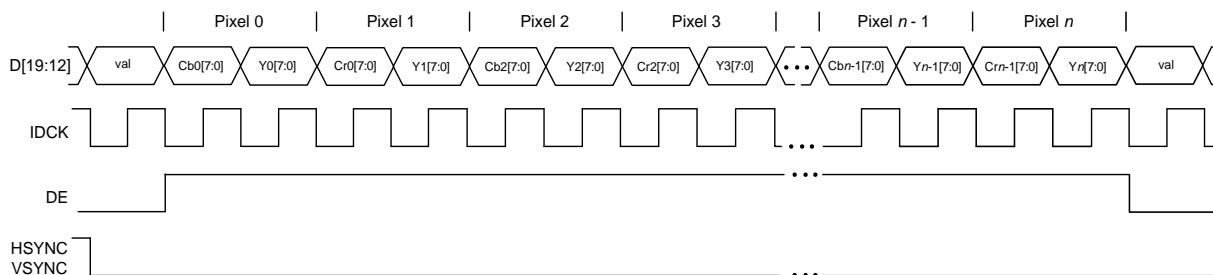 Pixel 0 Pixel 1 Pixel 2 Pixel 3 Pixel n - 1 Pixel n
D[19:12] val Cb0[7:0] Y0[7:0] Cr0[7:0] Y1[7:0] Cb2[7:0] Y2[7:0] Cr2[7:0] Y3[7:0] ••• Cbn-1[7:0] Yn-1[7:0] Crn-1[7:0] Yn[7:0] val
IDCK •••
DE •••
HSYNC
VSYNC •••